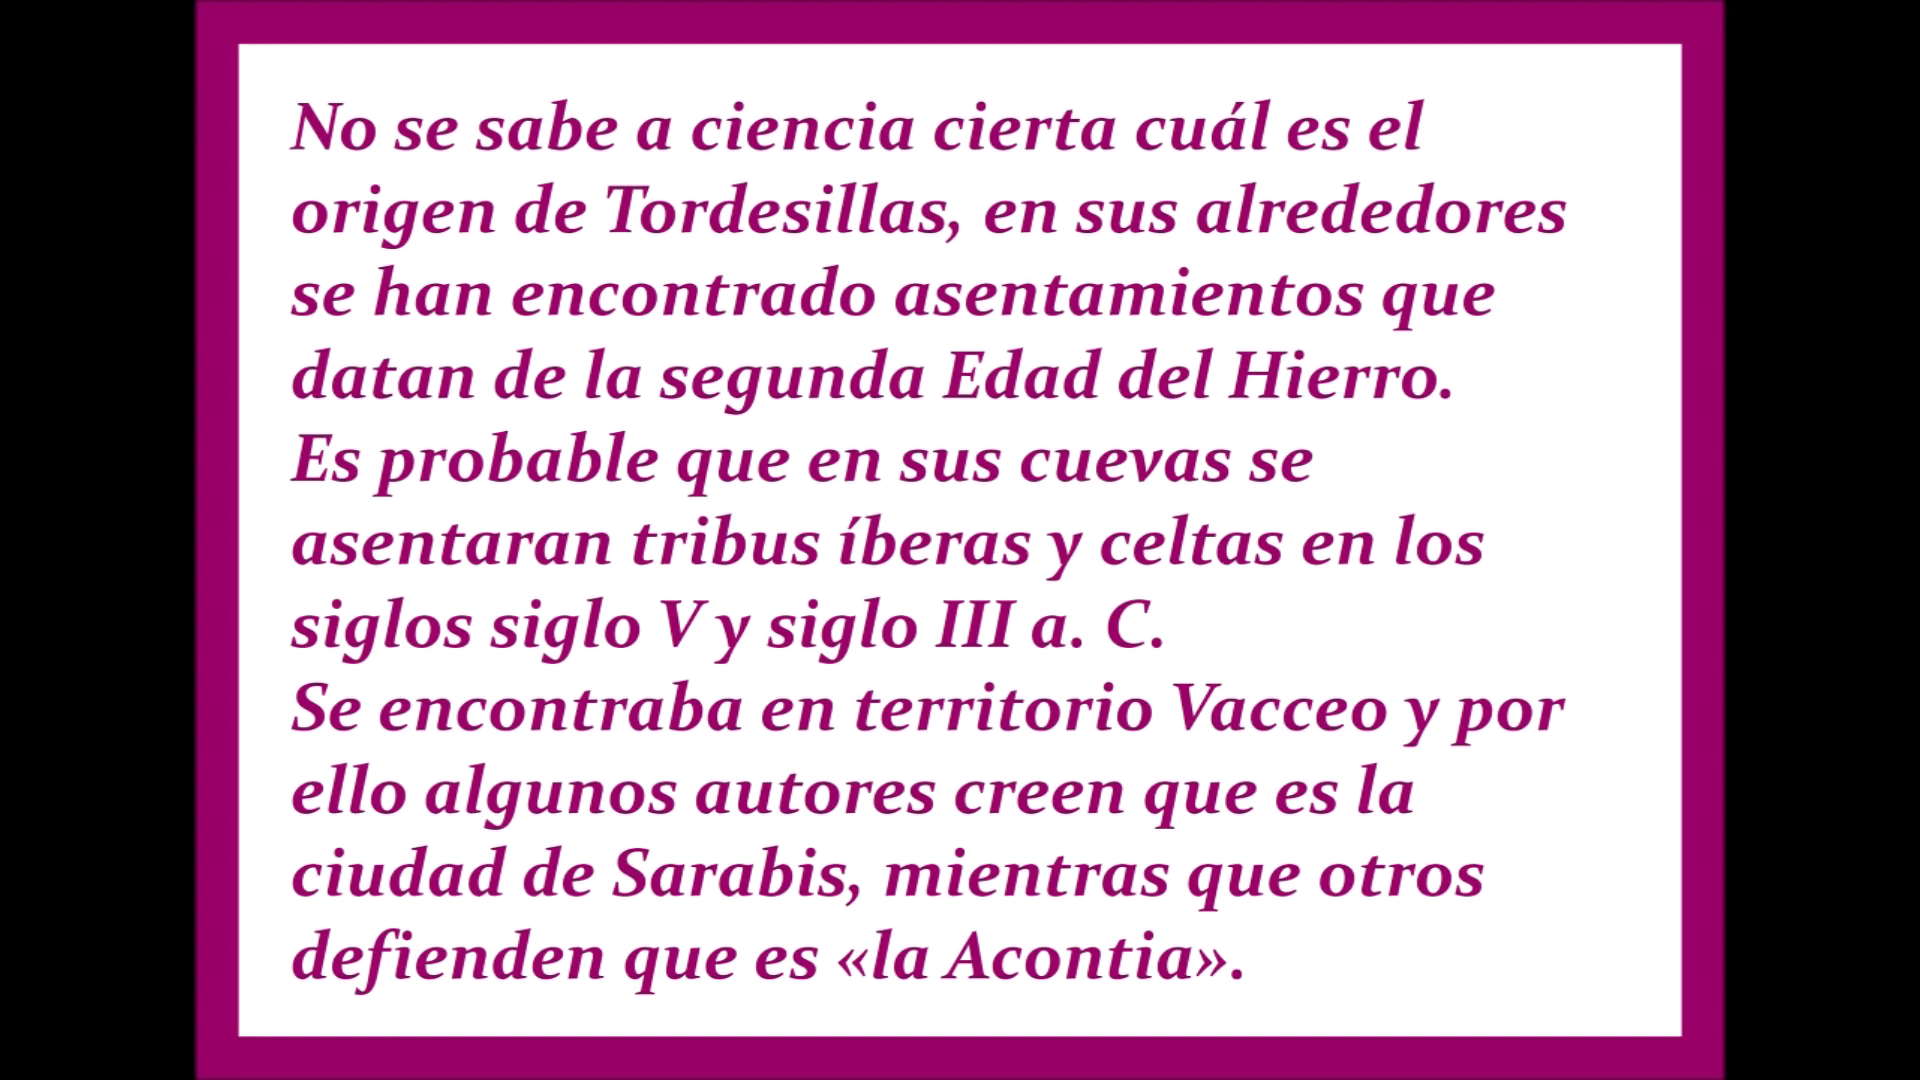 No se sabe a ciencia cierta cuál es el
origen de Tordesillas, en sus alrededores
se han encontrado asentamientos que
datan de la segunda Edad del Hierro.
Es probable que en sus cuevas se
asentaran tribus íberas y celtas en los
siglos siglo V y siglo III a. C.
Se encontraba en territorio Vacceo y por
ello algunos autores creen que es la
ciudad de Sarabis, mientras que otros
defienden que es «la Acontia».